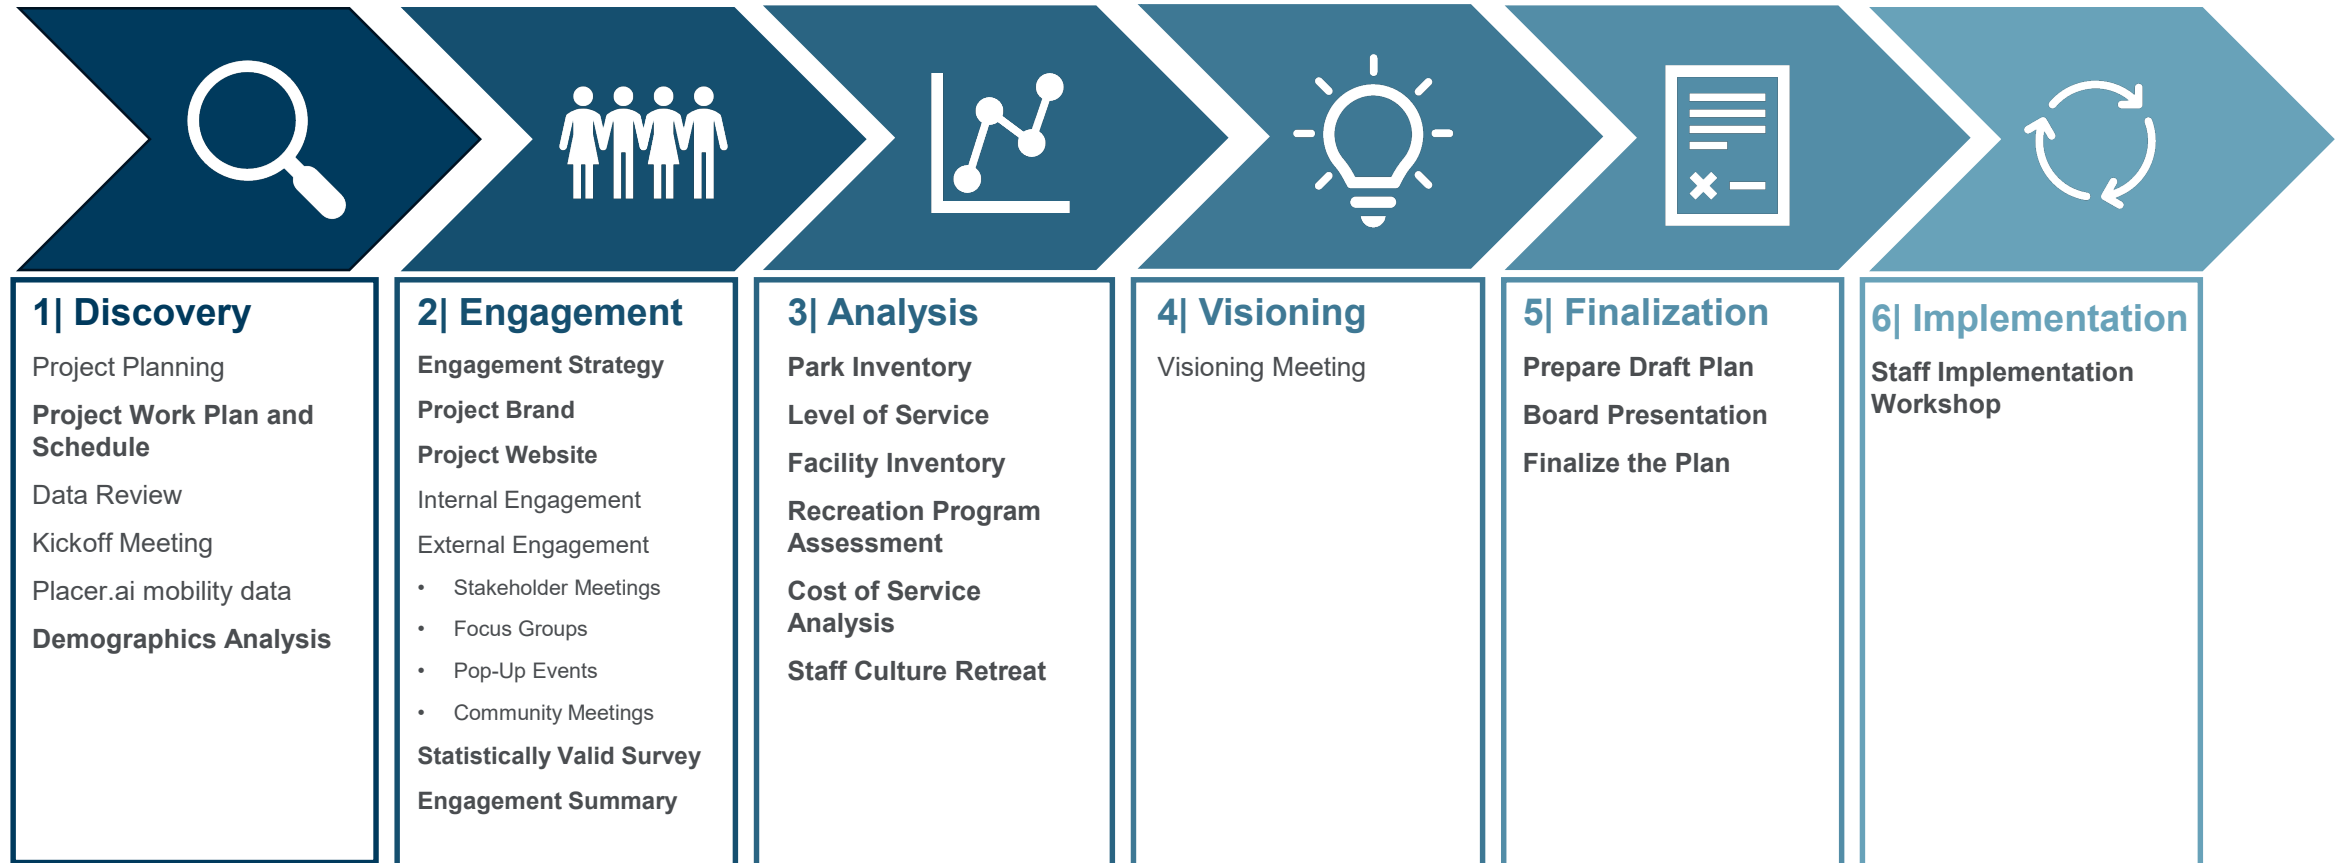 1| Discovery
Project Planning
Project Work Plan and
Schedule
Data Review
Kickoff Meeting
Placer.ai mobility data
Demographics Analysis
2| Engagement
Engagement Strategy
Project Brand
Project Website
Internal Engagement
External Engagement
• Stakeholder Meetings
• Focus Groups
• Pop-Up Events
• Community Meetings
Statistically Valid Survey
Engagement Summary
3| Analysis
Park Inventory
Level of Service
Facility Inventory
Recreation Program
Assessment
Cost of Service
Analysis
Staff Culture Retreat
4| Visioning
Visioning Meeting
5| Finalization
Prepare Draft Plan
Board Presentation
Finalize the Plan
6| Implementation
Staff Implementation
Workshop